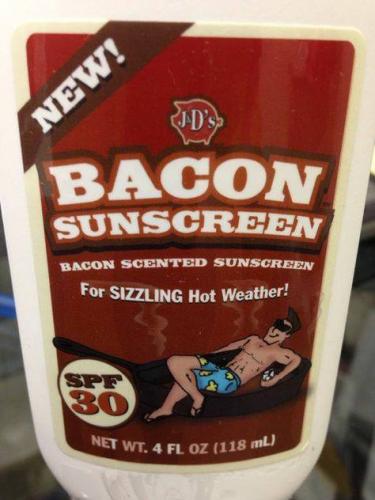 NEW!
J&D's
BACON
SUNSCREEN
BACON SCENTED SUNSCREEN
For SIZZLING Hot Weather!
SPF
30
NET WT. 4 FL OZ (118 mL)